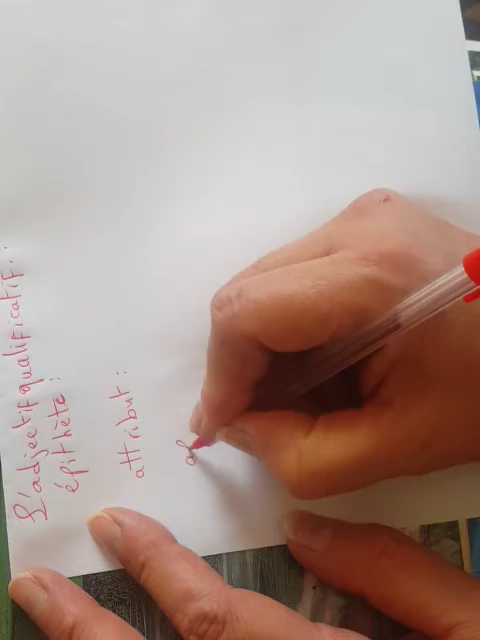 L'adjectif qualificatif :
épithète :
attribut :